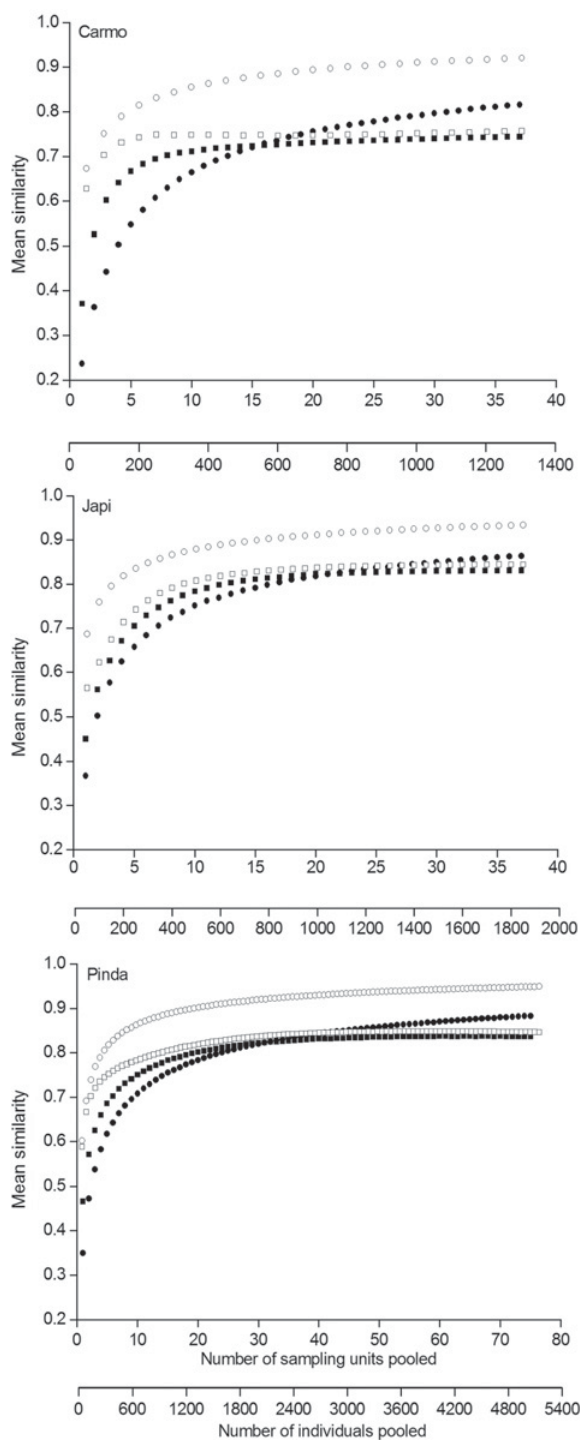 Carmo
1.0
0.9
0.8
0.7
0.6
0.5
0.4
0.3
0.2
Mean similarity
0 5 10 15 20 25 30 35 40
0 200 400 600 800 1000 1200 1400
Japi
1.0
0.9
0.8
0.7
0.6
0.5
0.4
0.3
0.2
Mean similarity
0 5 10 15 20 25 30 35 40
0 200 400 600 800 1000 1200 1400 1600 1800 2000
Pinda
1.0
0.9
0.8
0.7
0.6
0.5
0.4
0.3
0.2
Mean similarity
0 10 20 30 40 50 60 70 80
Number of sampling units pooled
0 600 1200 1800 2400 3000 3600 4200 4800 5400
Number of individuals pooled